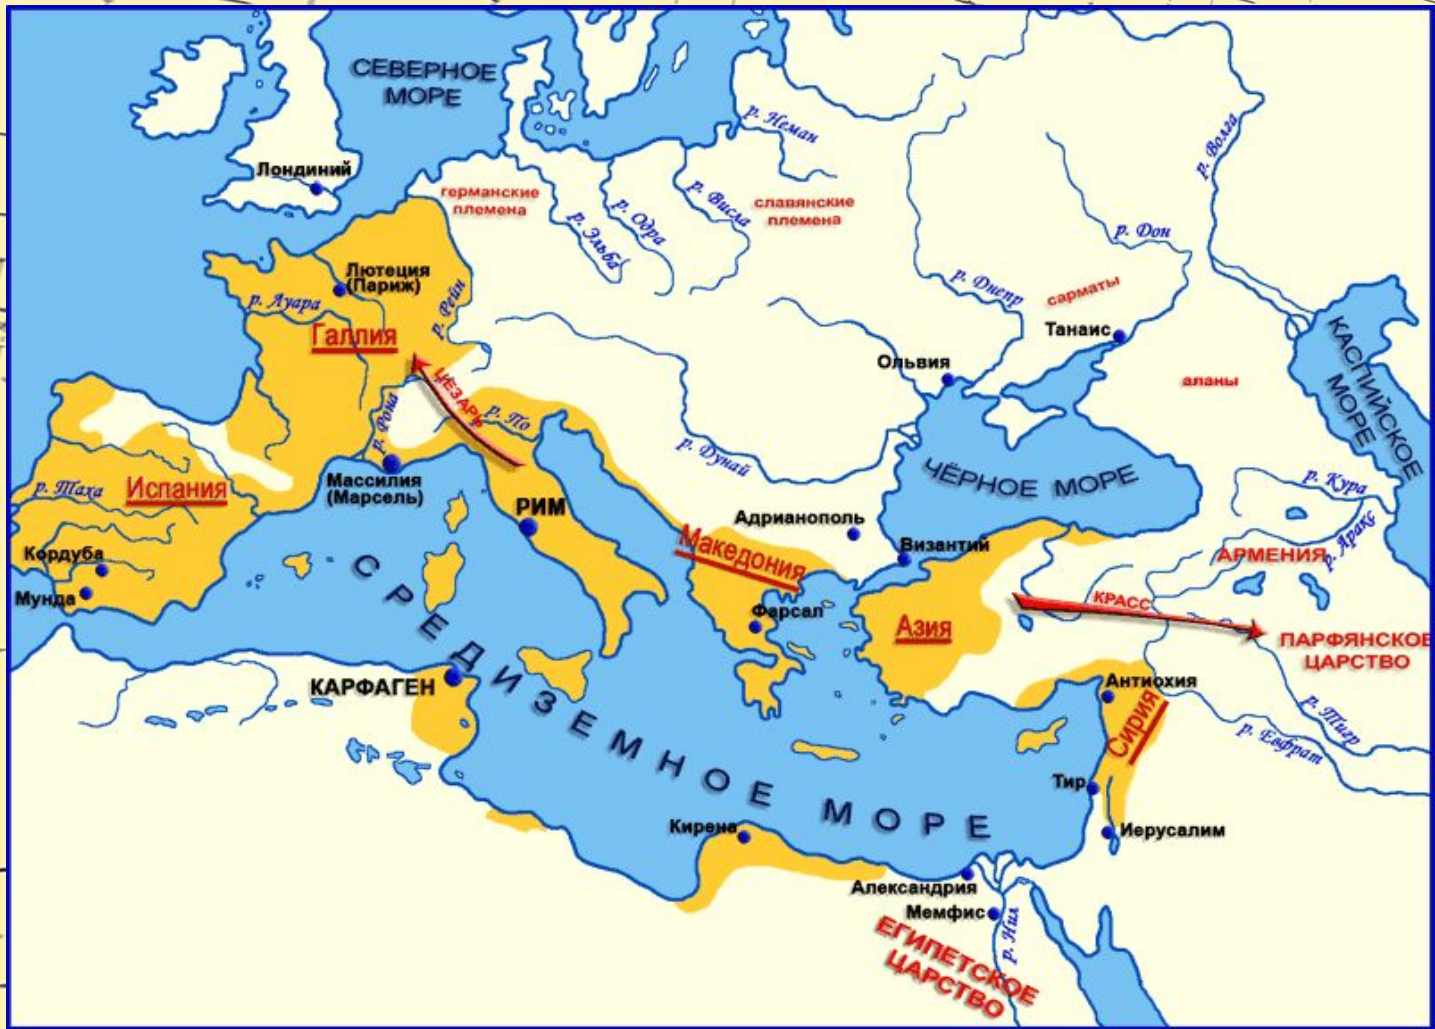 СЕВЕРНОЕ
МОРЕ
р. Неман
р. Волга
Лондиний
германские
племена
р. Эльба
р. Одра
р. Висла
славянские
племена
р. Дон
Лютеция
(Париж)
р. Луара
р. Рейн
Галлия
р. Днепр
сарматы
Танаис
Ольвия
аланы
КАСПИЙСКОЕ
МОРЕ
ЦЕЗАРЬ
р. Рона
р. По
р. Дунай
ЧЁРНОЕ МОРЕ
р. Таха
Испания
Массилия
(Марсель)
РИМ
Адрианополь
Византий
Македония
р. Кура
р. Аракс
АРМЕНИЯ
Кордуба
Мунда
Фарсал
Азия
КРАСС
ПАРФЯНСКОЕ
ЦАРСТВО
КАРФАГЕН
СРЕДИЗЕМНОЕ МОРЕ
Антиохия
Сирия
р. Тигр
р. Евфрат
Тир
Иерусалим
Кирена
Александрия
Мемфис
р. Нил
ЕГИПЕТСКОЕ
ЦАРСТВО